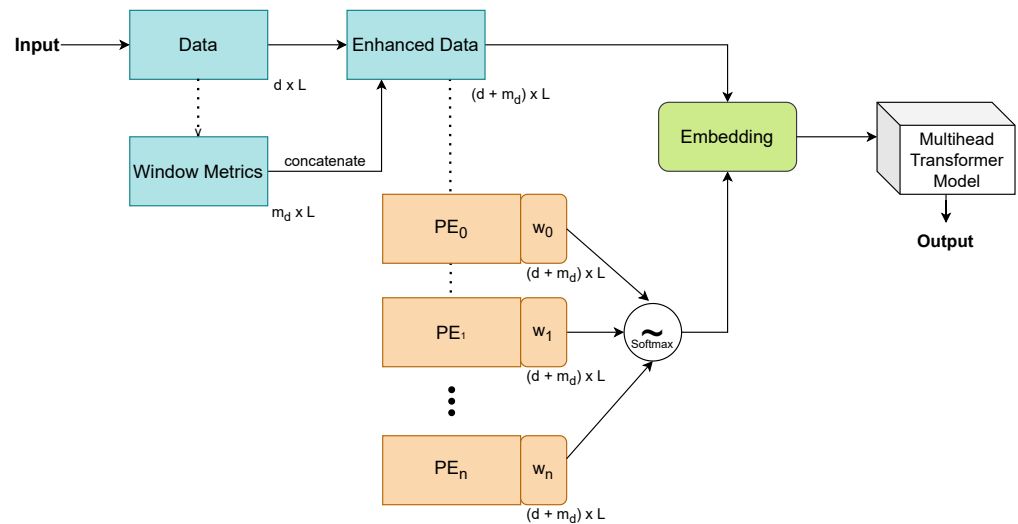 Input
Data
Enhanced Data
d x L
(d + m_d) x L
Window Metrics
concatenate
m_d x L
Embedding
Multihead
Transformer
Model
Output
PE_0
w_0
(d + m_d) x L
PE_1
w_1
(d + m_d) x L
~
Softmax
PE_n
w_n
(d + m_d) x L